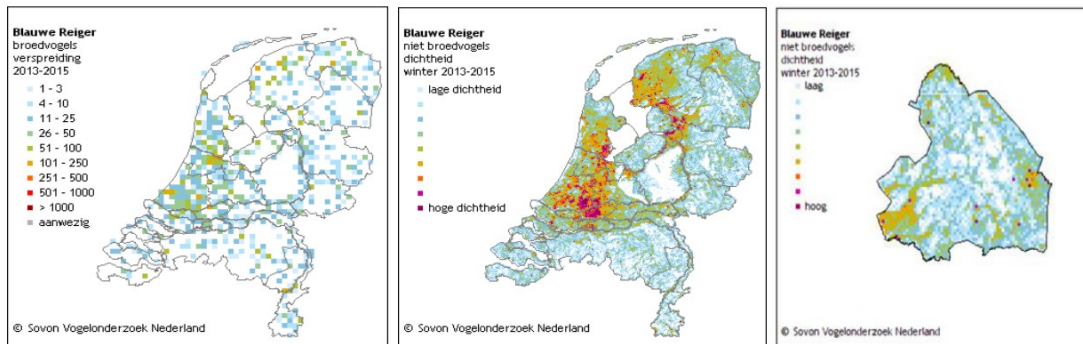 Blauwe Reiger
broedvogels
verspreiding
2013-2015
1 - 3
4 - 10
11 - 25
26 - 50
51 - 100
101 - 250
251 - 500
501 - 1000
> 1000
aanwezig
© Sovon Vogelonderzoek Nederland
Blauwe Reiger
niet broedvogels
dichtheid
winter 2013-2015
lage dichtheid
hoge dichtheid
© Sovon Vogelonderzoek Nederland
Blauwe Reiger
niet broedvogels
dichtheid
winter 2013-2015
laag
hoog
© Sovon Vogelonderzoek Nederland